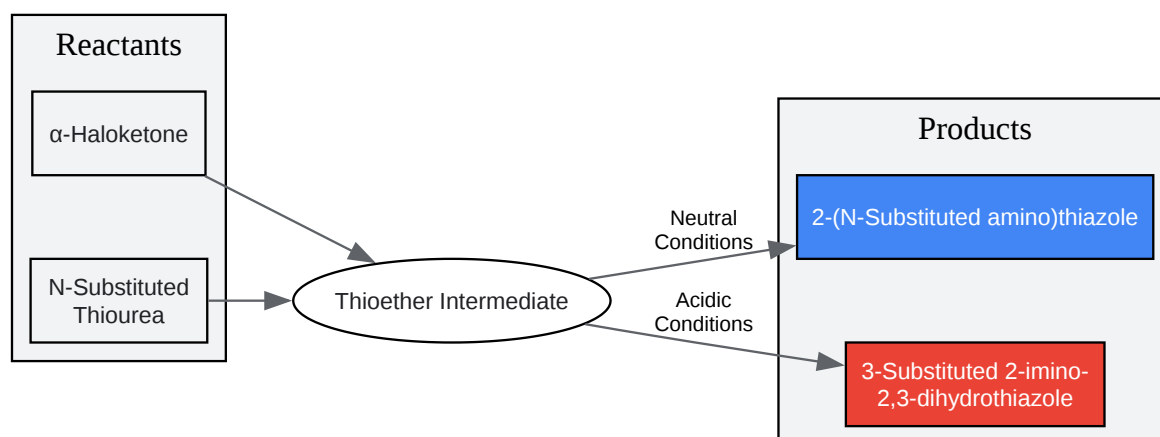 Reactants
α-Haloketone
N-Substituted
Thiourea
Thioether Intermediate
Neutral
Conditions
Acidic
Conditions
Products
2-(N-Substituted amino)thiazole
3-Substituted 2-imino-
2,3-dihydrothiazole